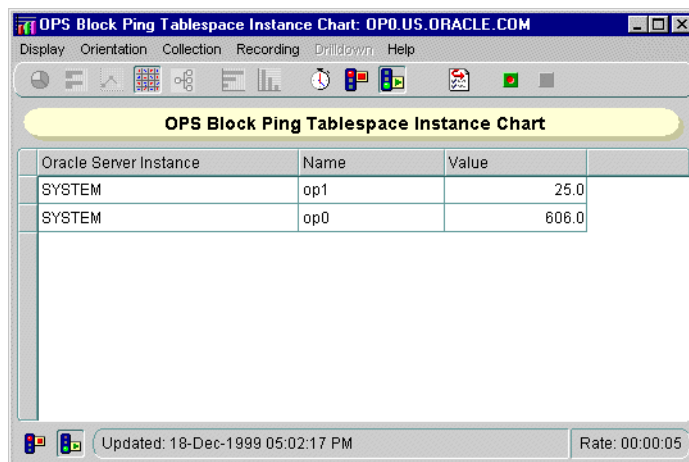 OPS Block Ping Tablespace Instance Chart: OP0.US.ORACLE.COM
Display Orientation Collection Recording Drilldown Help
OPS Block Ping Tablespace Instance Chart
Oracle Server Instance Name Value
SYSTEM op1 25.0
SYSTEM op0 606.0
Updated: 18-Dec-1999 05:02:17 PM Rate: 00:00:05